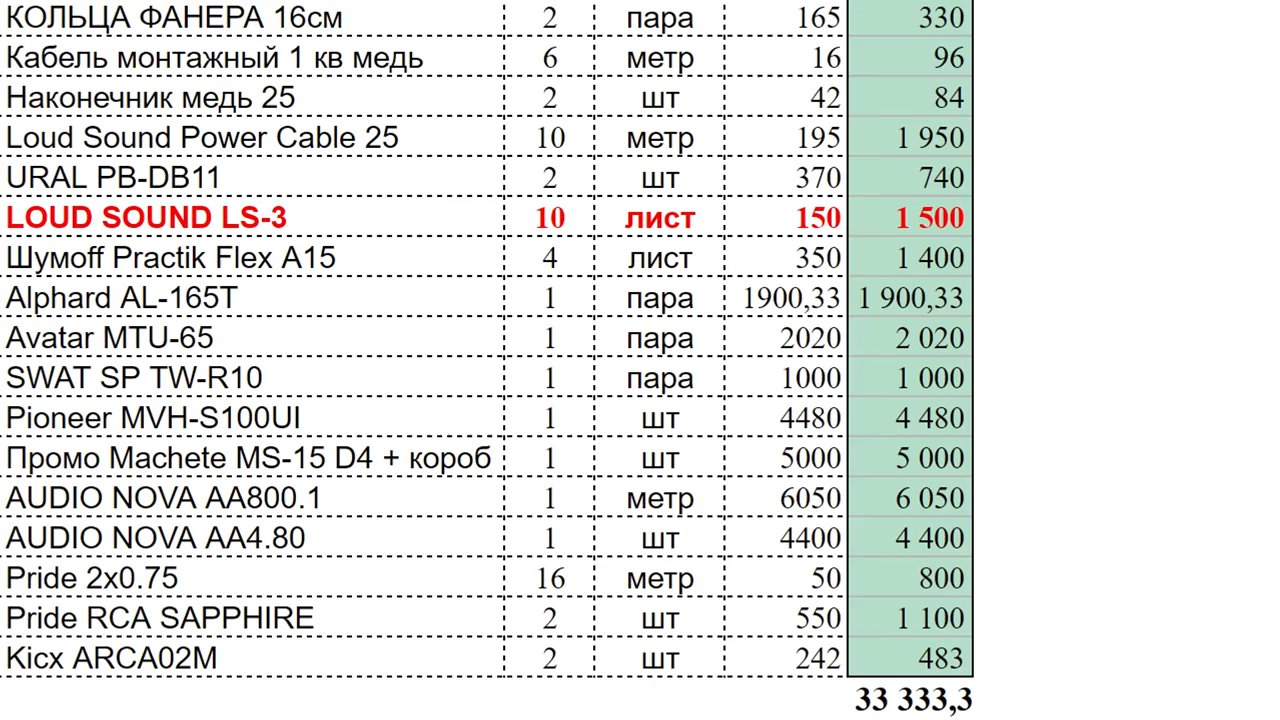 КОЛЬЦА ФАНЕРА 16см 2 пара 165 330
Кабель монтажный 1 кв медь 6 метр 16 96
Наконечник медь 25 2 шт 42 84
Loud Sound Power Cable 25 10 метр 195 1 950
URAL PB-DB11 2 шт 370 740
LOUD SOUND LS-3 10 лист 150 1 500
Шумоff Practik Flex A15 4 лист 350 1 400
Alphard AL-165T 1 пара 1900,33 1 900,33
Avatar MTU-65 1 пара 2020 2 020
SWAT SP TW-R10 1 пара 1000 1 000
Pioneer MVH-S100UI 1 шт 4480 4 480
Промо Machete MS-15 D4 + короб 1 шт 5000 5 000
AUDIO NOVA AA800.1 1 метр 6050 6 050
AUDIO NOVA AA4.80 1 шт 4400 4 400
Pride 2x0.75 16 метр 50 800
Pride RCA SAPPHIRE 2 шт 550 1 100
Kicx ARCA02M 2 шт 242 483
33 333,3